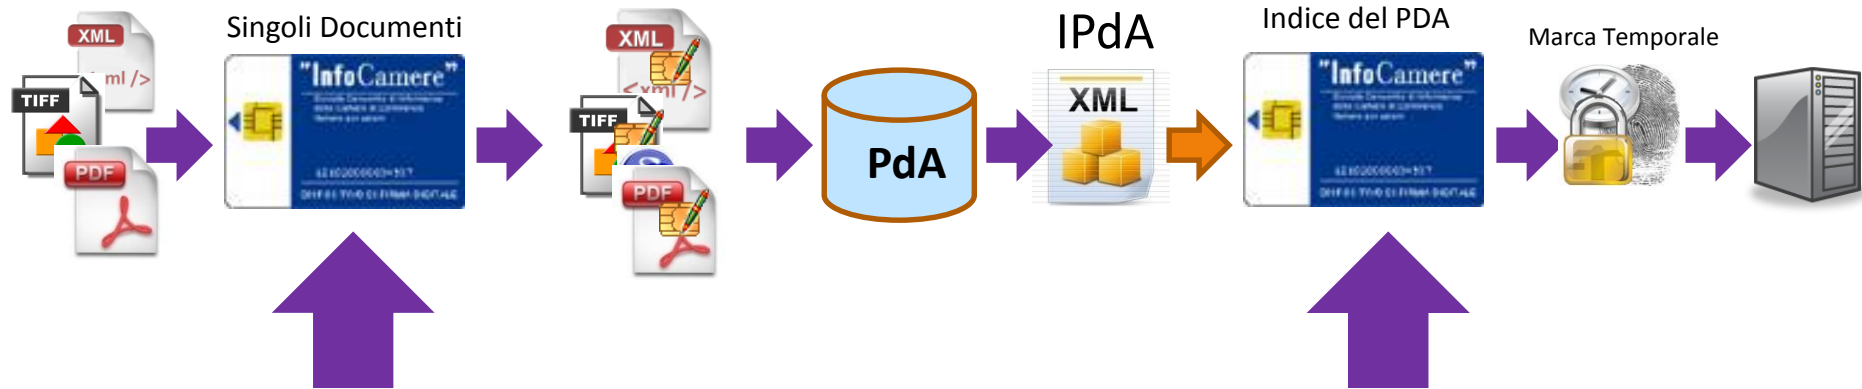 Singoli Documenti
XML
ml />
TIFF
PDF
"InfoCamere"
XML
<xml />
TIFF
PDF
PdA
IPdA
XML
Indice del PDA
"InfoCamere"
Marca Temporale